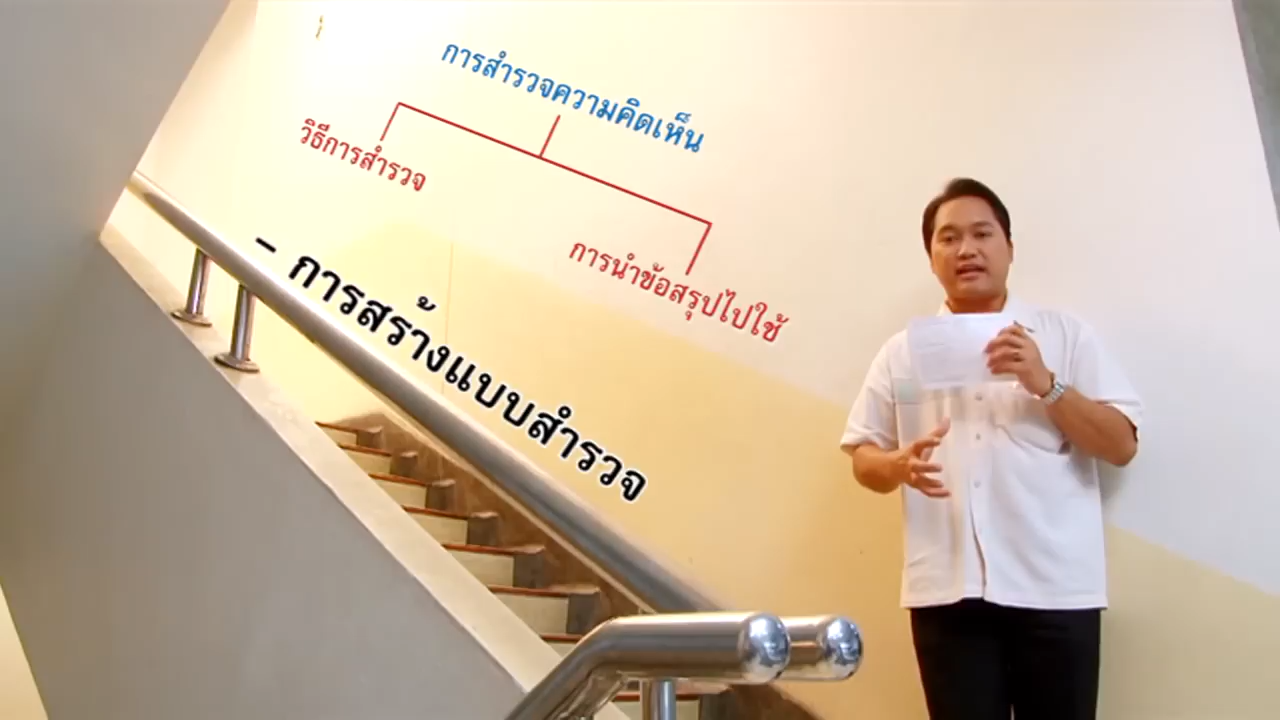 การสำรวจความคิดเห็น
วิธีการสำรวจ
การนำข้อสรุปไปใช้
- การสร้างแบบสำรวจ